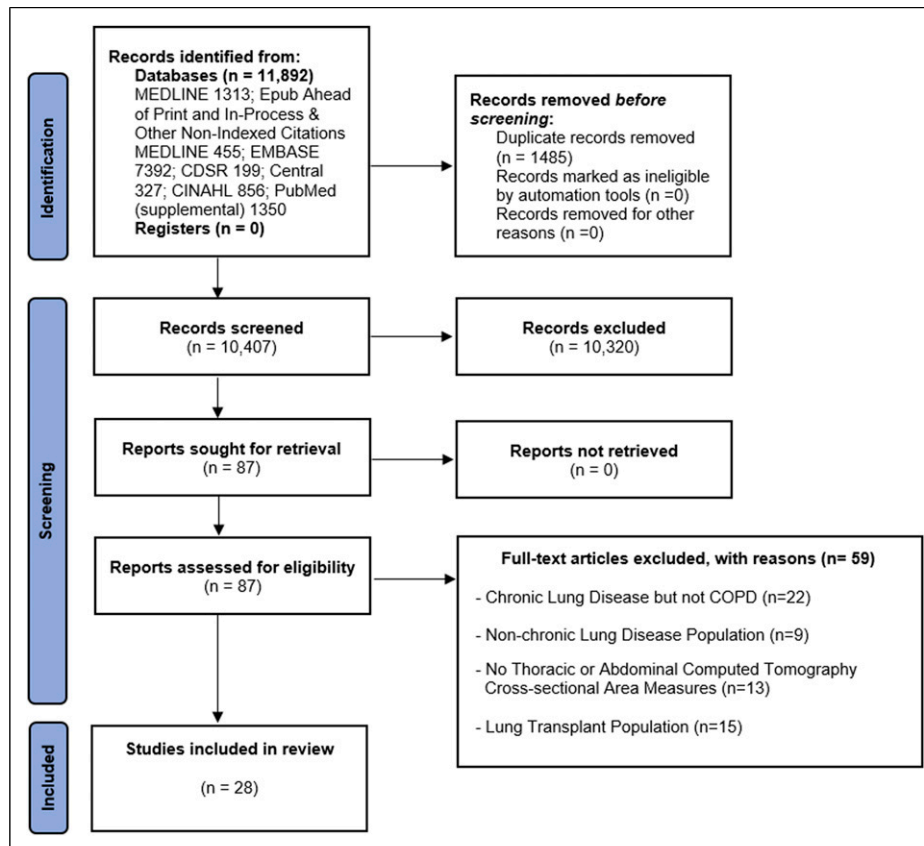 Identification
Records identified from:
Databases (n = 11,892)
MEDLINE 1313; Epub Ahead
of Print and In-Process &
Other Non-Indexed Citations
MEDLINE 455; EMBASE
7392; CDSR 199; Central
327; CINAHL 856; PubMed
(supplemental) 1350
Registers (n = 0)
Records removed before
screening:
Duplicate records removed
(n = 1485)
Records marked as ineligible
by automation tools (n =0)
Records removed for other
reasons (n =0)
Screening
Records screened
(n = 10,407)
Records excluded
(n = 10,320)
Reports sought for retrieval
(n = 87)
Reports not retrieved
(n = 0)
Reports assessed for eligibility
(n = 87)
Full-text articles excluded, with reasons (n= 59)
- Chronic Lung Disease but not COPD (n=22)
- Non-chronic Lung Disease Population (n=9)
- No Thoracic or Abdominal Computed Tomography
Cross-sectional Area Measures (n=13)
- Lung Transplant Population (n=15)
Included
Studies included in review
(n = 28)